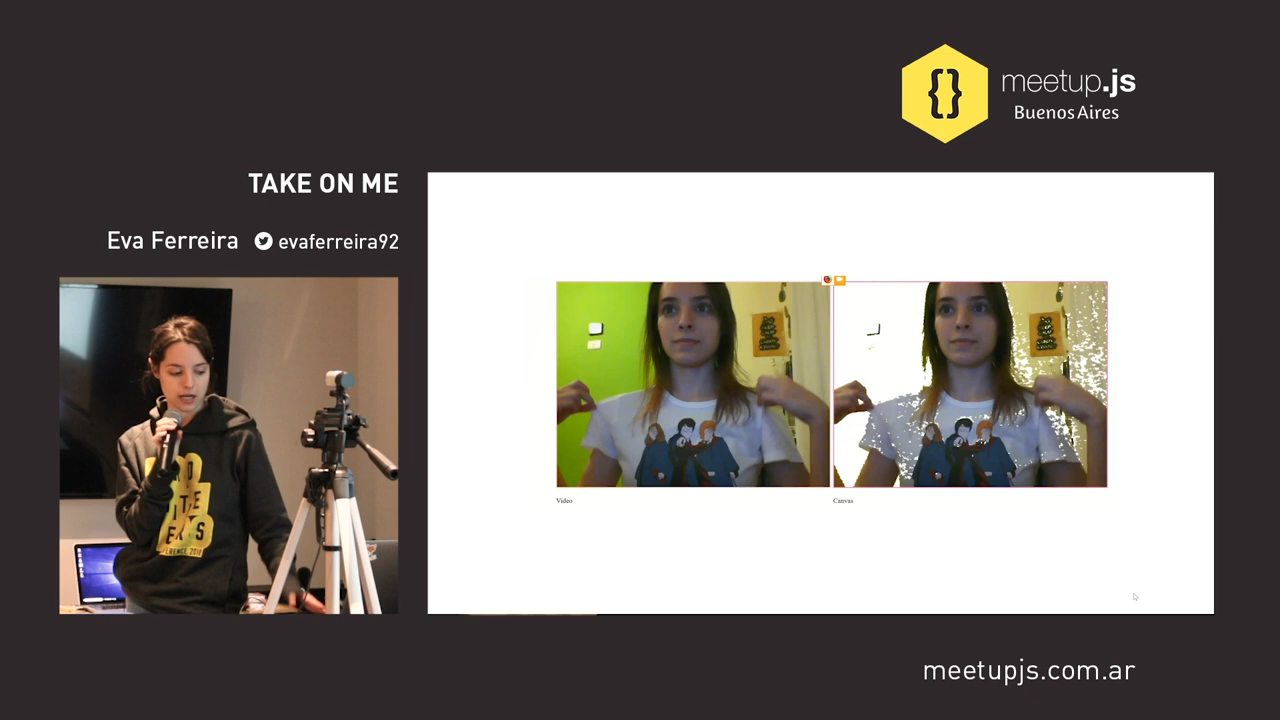 {} meetup.js
Buenos Aires
TAKE ON ME
Eva Ferreira evaferreira92
Video
Canvas
meetupjs.com.ar